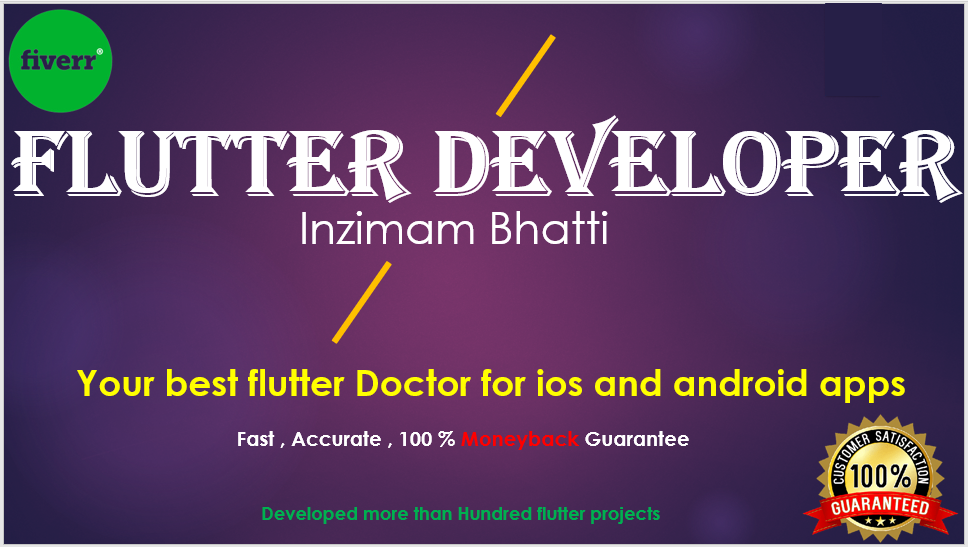 fiverr®
FLUTTER DEVELOPER
Inzimam Bhatti
Your best flutter Doctor for ios and android apps
Fast , Accurate , 100 % Moneyback Guarantee
CUSTOMER SATISFACTION
100%
GUARANTEED
Developed more than Hundred flutter projects